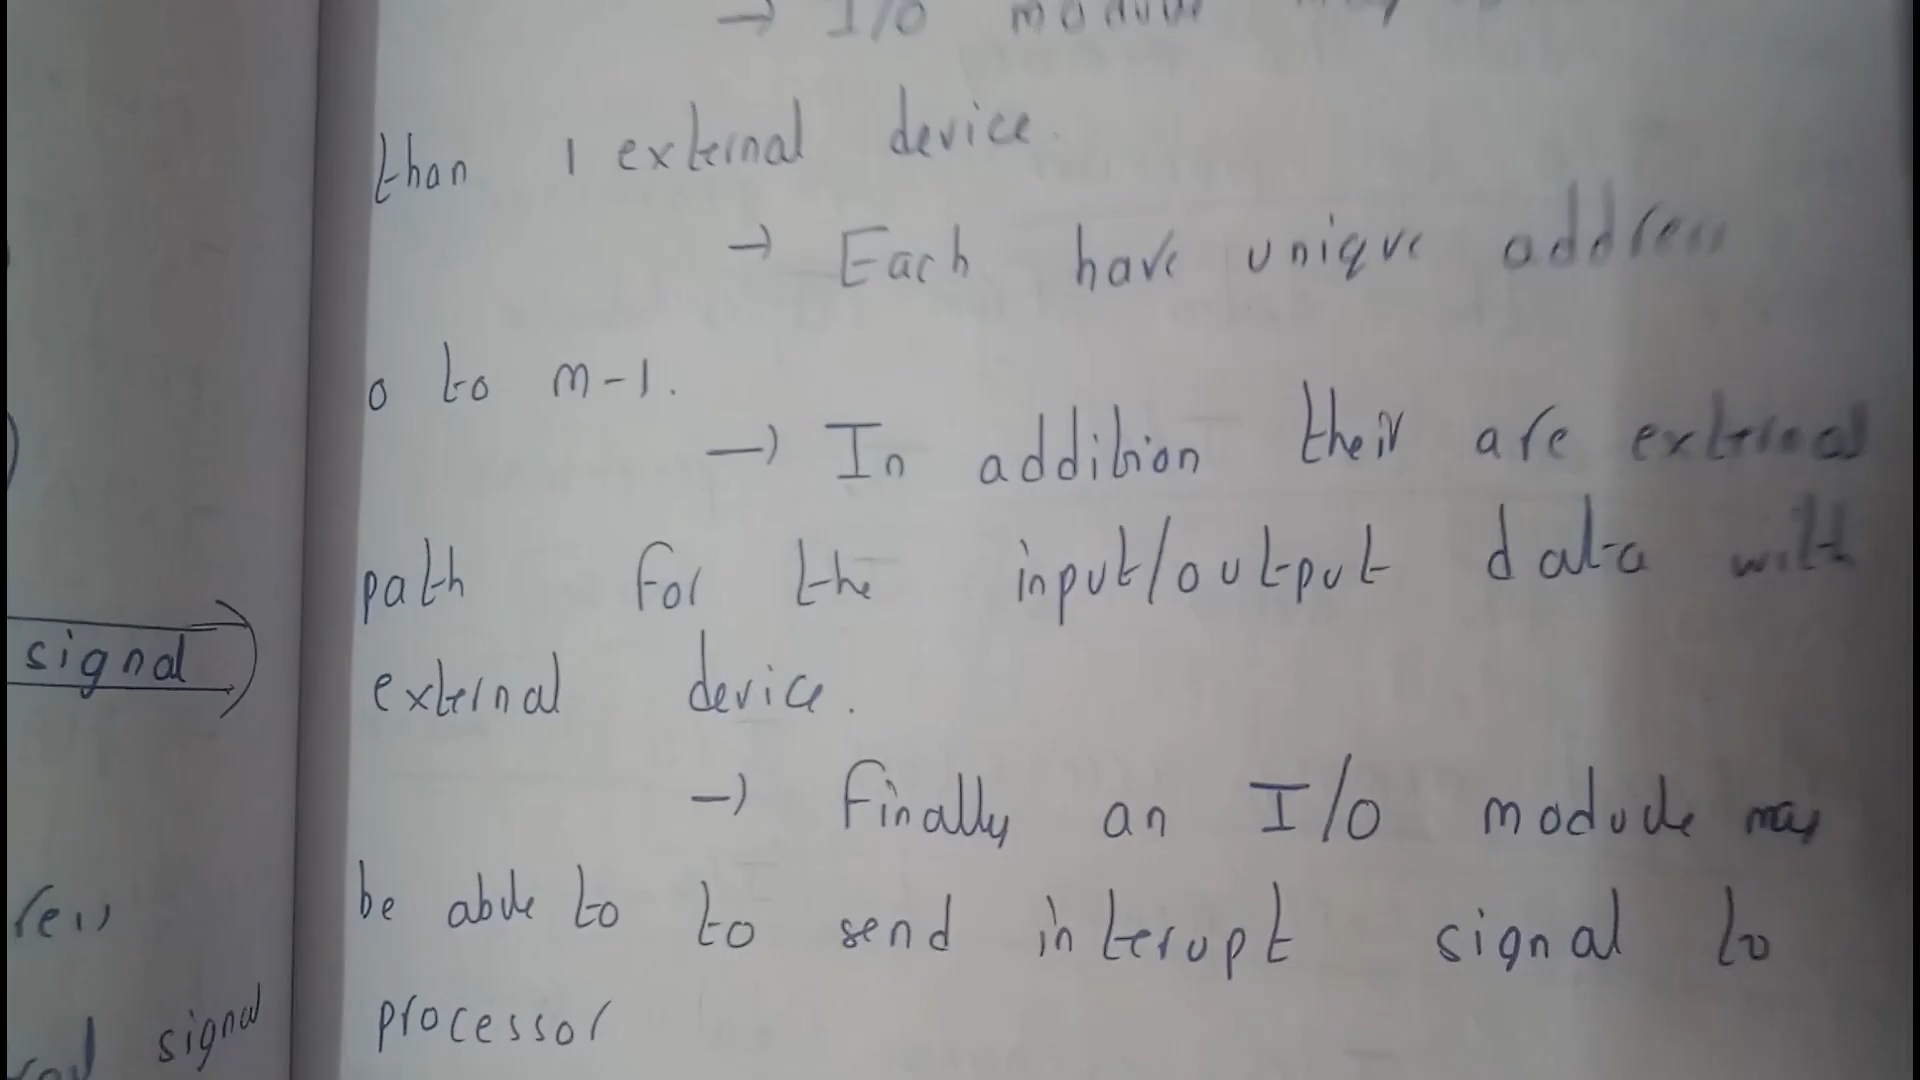 → I/O module may
than 1 external device.
→ Each have unique address
0 to m-1.
→ In addition their are external
path for the input/output data with
external device.
→ Finally an I/O module may
be able to to send interupt signal to
processor
signal
signal